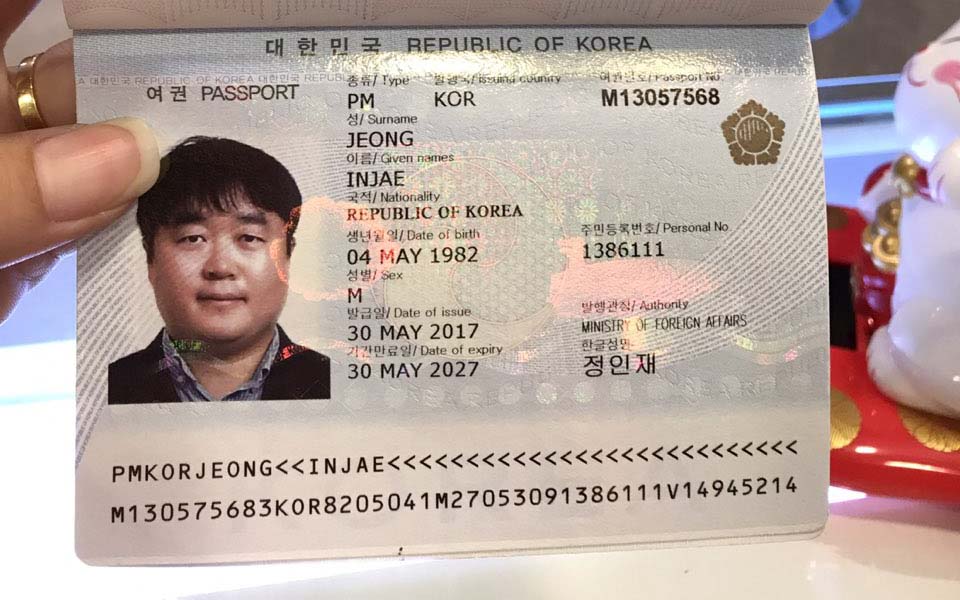 대한민국 REPUBLIC OF KOREA
여권 PASSPORT
종류/ Type 발행국/ Issuing country 여권번호/ Passport No
PM KOR M13057568
성/ Surname
JEONG
이름/ Given names
INJAE
국적/ Nationality
REPUBLIC OF KOREA
생년월일/ Date of birth 주민등록번호/ Personal No
04 MAY 1982 1386111
성별/ Sex
M
발급일/ Date of issue 발행관청/ Authority
30 MAY 2017 MINISTRY OF FOREIGN AFFAIRS
기간만료일/ Date of expiry 한글성명
30 MAY 2027 정인재
PMKORJEONG<<INJAE<<<<<<<<<<<<<<<<<<<<<<<<<<<
M130575683KOR8205041M27053091386111V14945214